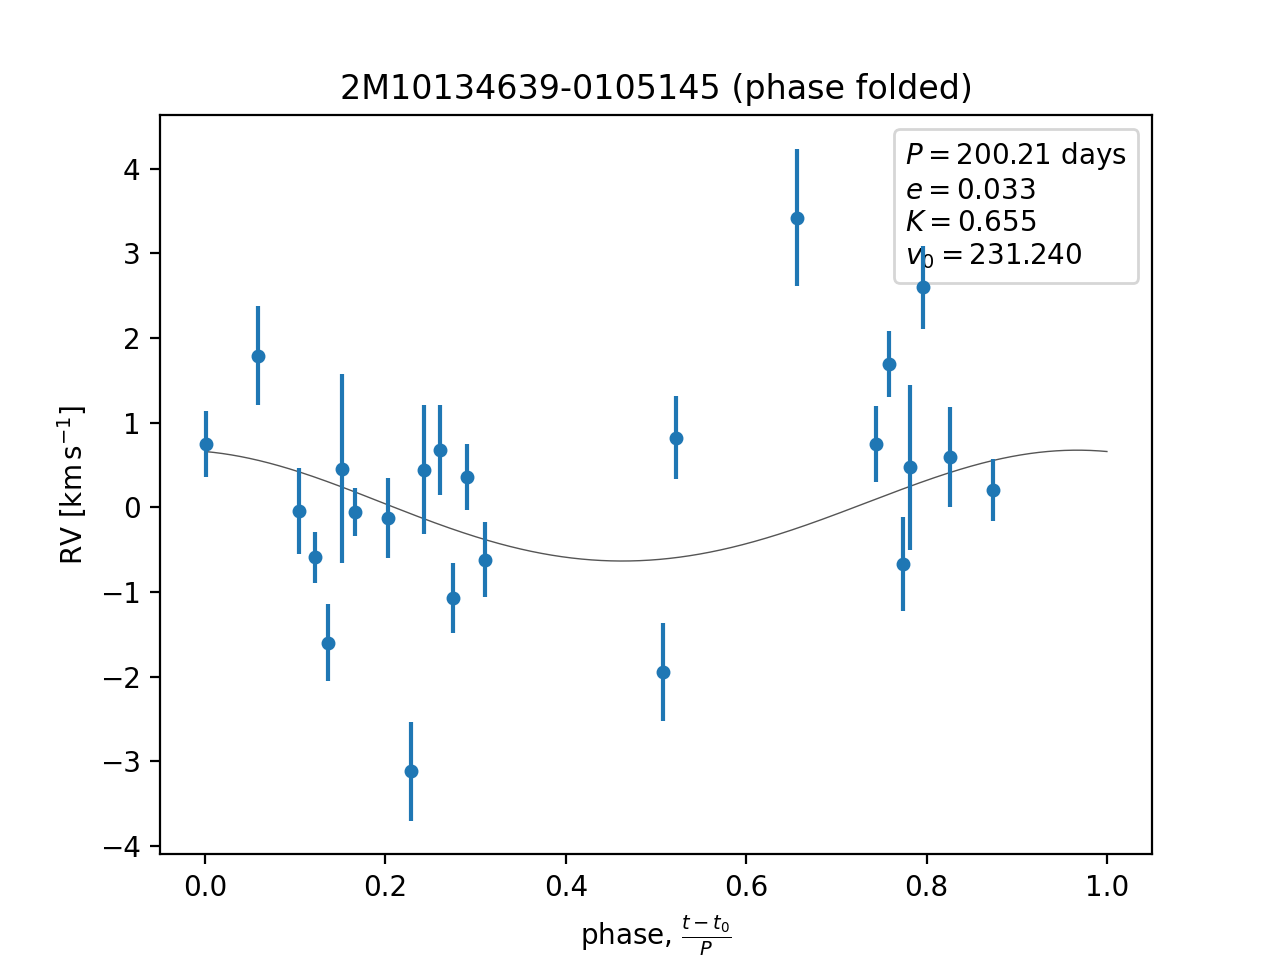 2M10134639-0105145 (phase folded)
P = 200.21 days
e = 0.033
K = 0.655
v₀ = 231.240
RV [km s⁻¹]
4
3
2
1
0
−1
−2
−3
−4
0.0 0.2 0.4 0.6 0.8 1.0
phase, (t − t₀)/P